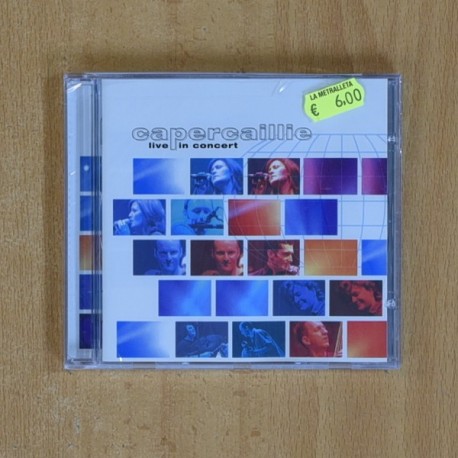 LA METRALLETA
€ 6,00
capercaillie
live in concert